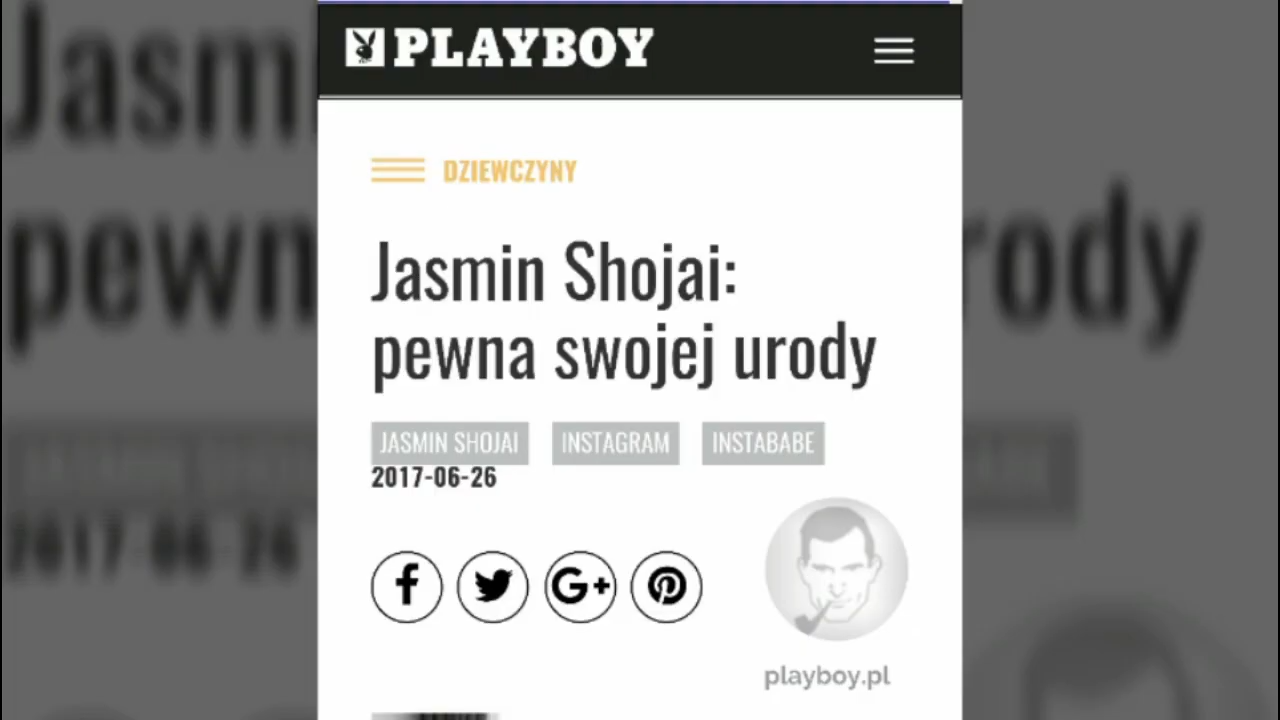 PLAYBOY
DZIEWCZYNY
Jasmin Shojai:
pewna swojej urody
JASMIN SHOJAI INSTAGRAM INSTABABE
2017-06-26
playboy.pl